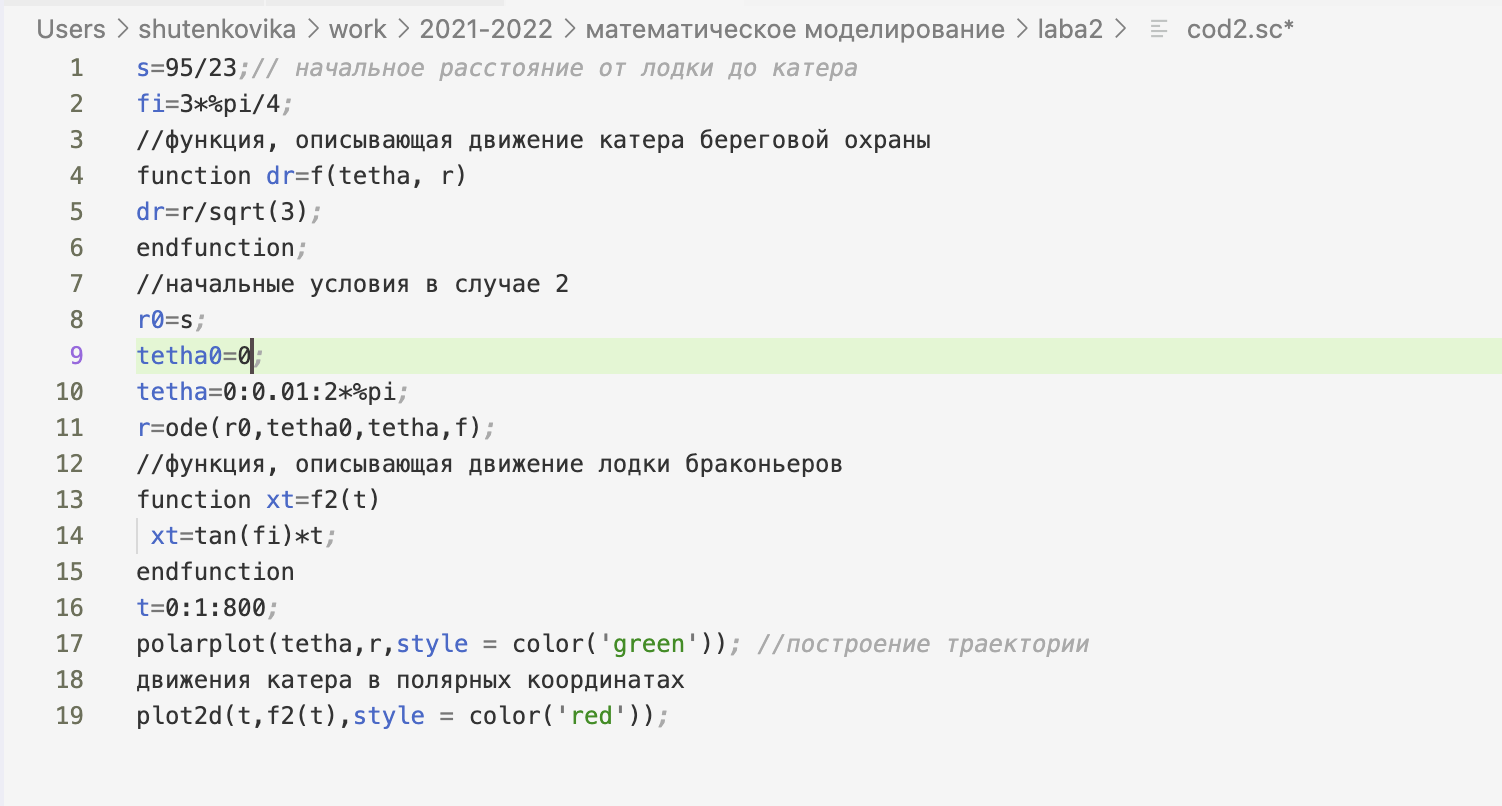 Users > shutenkovika > work > 2021-2022 > математическое моделирование > laba2 > cod2.sc*
1 s=95/23;// начальное расстояние от лодки до катера
2 fi=3*%pi/4;
3 //функция, описывающая движение катера береговой охраны
4 function dr=f(tetha, r)
5 dr=r/sqrt(3);
6 endfunction;
7 //начальные условия в случае 2
8 r0=s;
9 tetha0=0;
10 tetha=0:0.01:2*%pi;
11 r=ode(r0,tetha0,tetha,f);
12 //функция, описывающая движение лодки браконьеров
13 function xt=f2(t)
14 xt=tan(fi)*t;
15 endfunction
16 t=0:1:800;
17 polarplot(tetha,r,style = color('green')); //построение траектории
18 движения катера в полярных координатах
19 plot2d(t,f2(t),style = color('red'));